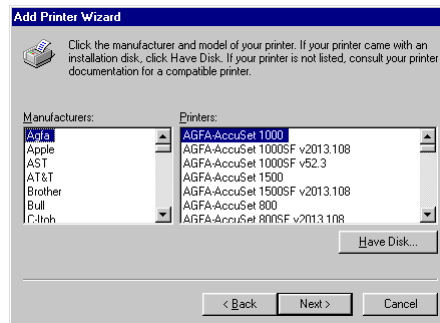 Add Printer Wizard
Click the manufacturer and model of your printer. If your printer came with an
installation disk, click Have Disk. If your printer is not listed, consult your printer
documentation for a compatible printer.
Manufacturers:
Agfa
Apple
AST
AT&T
Brother
Bull
C-Itoh
Printers:
AGFA-AccuSet 1000
AGFA-AccuSet 1000SF v2013.108
AGFA-AccuSet 1000SF v52.3
AGFA-AccuSet 1500
AGFA-AccuSet 1500SF v2013.108
AGFA-AccuSet 800
AGFA-AccuSet 800SF v2013.108
Have Disk...
< Back
Next >
Cancel